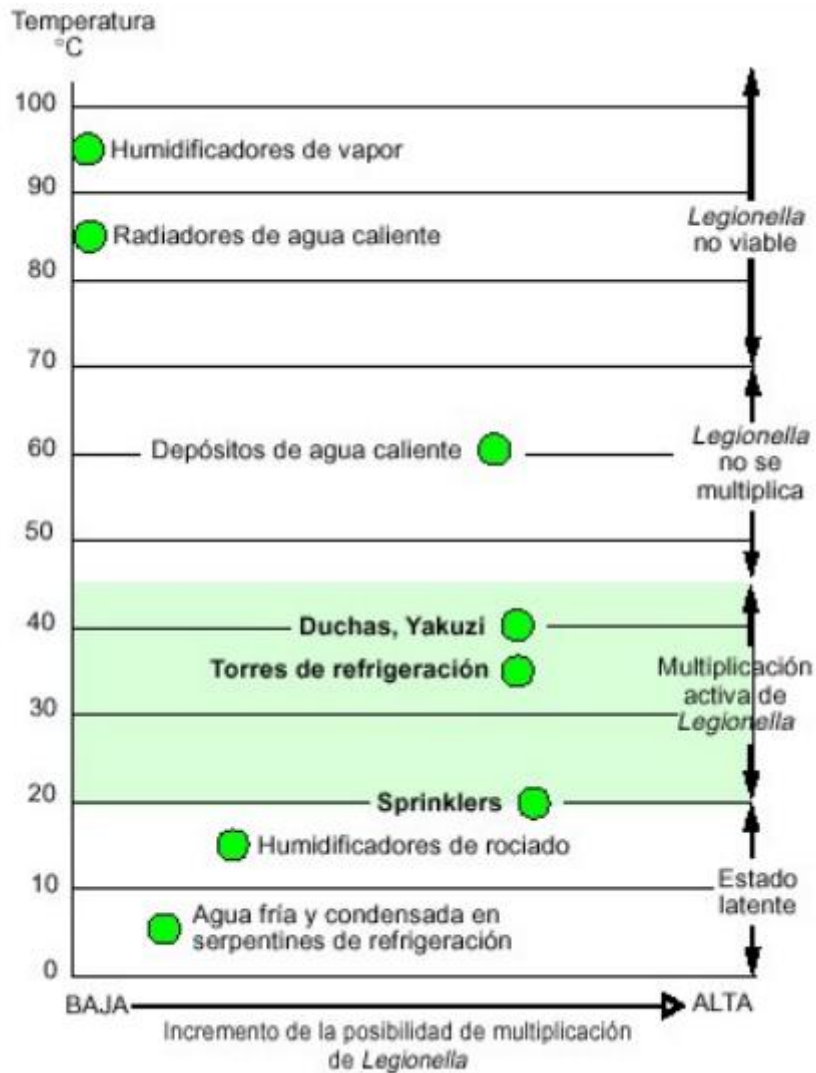 Temperatura
°C
100
Humidificadores de vapor
90
Legionella
no viable
Radiadores de agua caliente
80
70
Legionella
no se
multiplica
Depósitos de agua caliente
60
50
Duchas, Yakuzi
40
Torres de refrigeración
Multiplicación
activa de
Legionella
30
Sprinklers
20
Humidificadores de rociado
10
Estado
latente
Agua fría y condensada en
serpentines de refrigeración
0
BAJA
ALTA
Incremento de la posibilidad de multiplicación
de Legionella